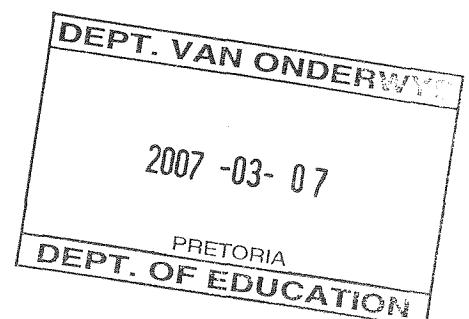 DEPT. VAN ONDERWYS
2007 -03- 07
PRETORIA
DEPT. OF EDUCATION